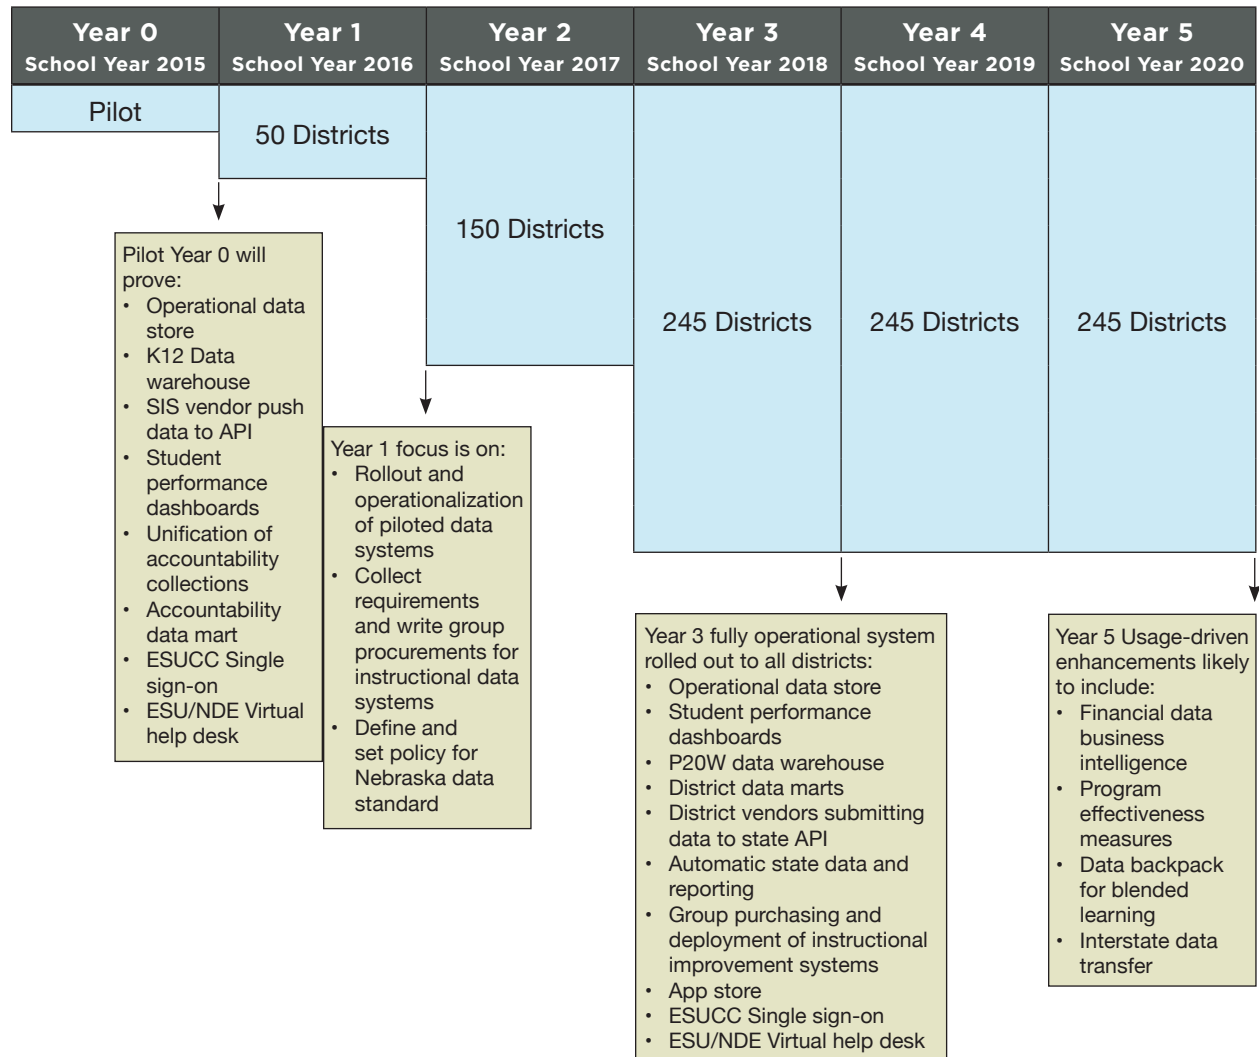 Year 0
School Year 2015
Year 1
School Year 2016
Year 2
School Year 2017
Year 3
School Year 2018
Year 4
School Year 2019
Year 5
School Year 2020
Pilot
50 Districts
150 Districts
245 Districts
245 Districts
245 Districts
Pilot Year 0 will
prove:
• Operational data
store
• K12 Data
warehouse
• SIS vendor push
data to API
• Student
performance
dashboards
• Unification of
accountability
collections
• Accountability
data mart
• ESUCC Single
sign-on
• ESU/NDE Virtual
help desk
Year 1 focus is on:
• Rollout and
operationalization
of piloted data
systems
• Collect
requirements
and write group
procurements for
instructional data
systems
• Define and
set policy for
Nebraska data
standard
Year 3 fully operational system
rolled out to all districts:
• Operational data store
• Student performance
dashboards
• P20W data warehouse
• District data marts
• District vendors submitting
data to state API
• Automatic state data and
reporting
• Group purchasing and
deployment of instructional
improvement systems
• App store
• ESUCC Single sign-on
• ESU/NDE Virtual help desk
Year 5 Usage-driven
enhancements likely
to include:
• Financial data
business
intelligence
• Program
effectiveness
measures
• Data backpack
for blended
learning
• Interstate data
transfer